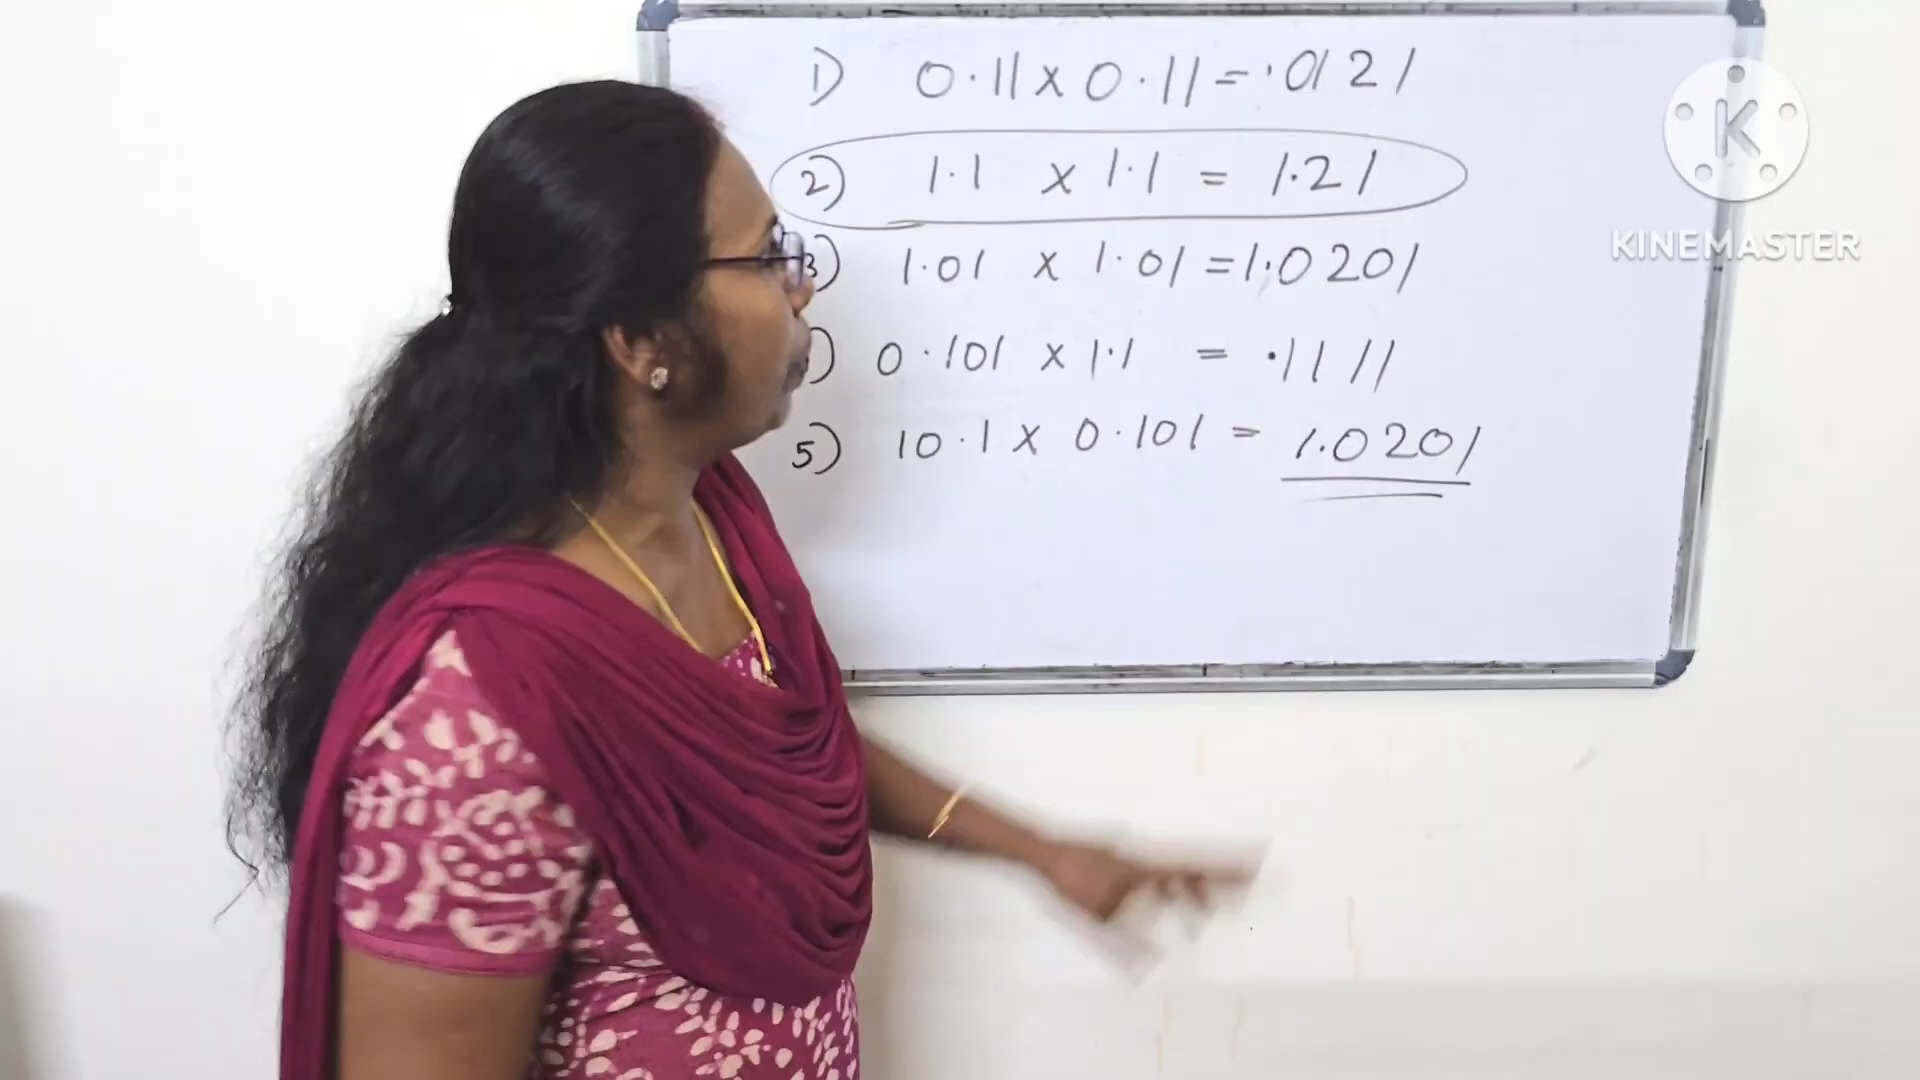 1) 0.11 x 0.11 = .0121
2) 1.1 x 1.1 = 1.21
3) 1.01 x 1.01 = 1.0201
) 0.101 x 1.1 = .1111
5) 10.1 x 0.101 = 1.0201
K
KINEMASTER